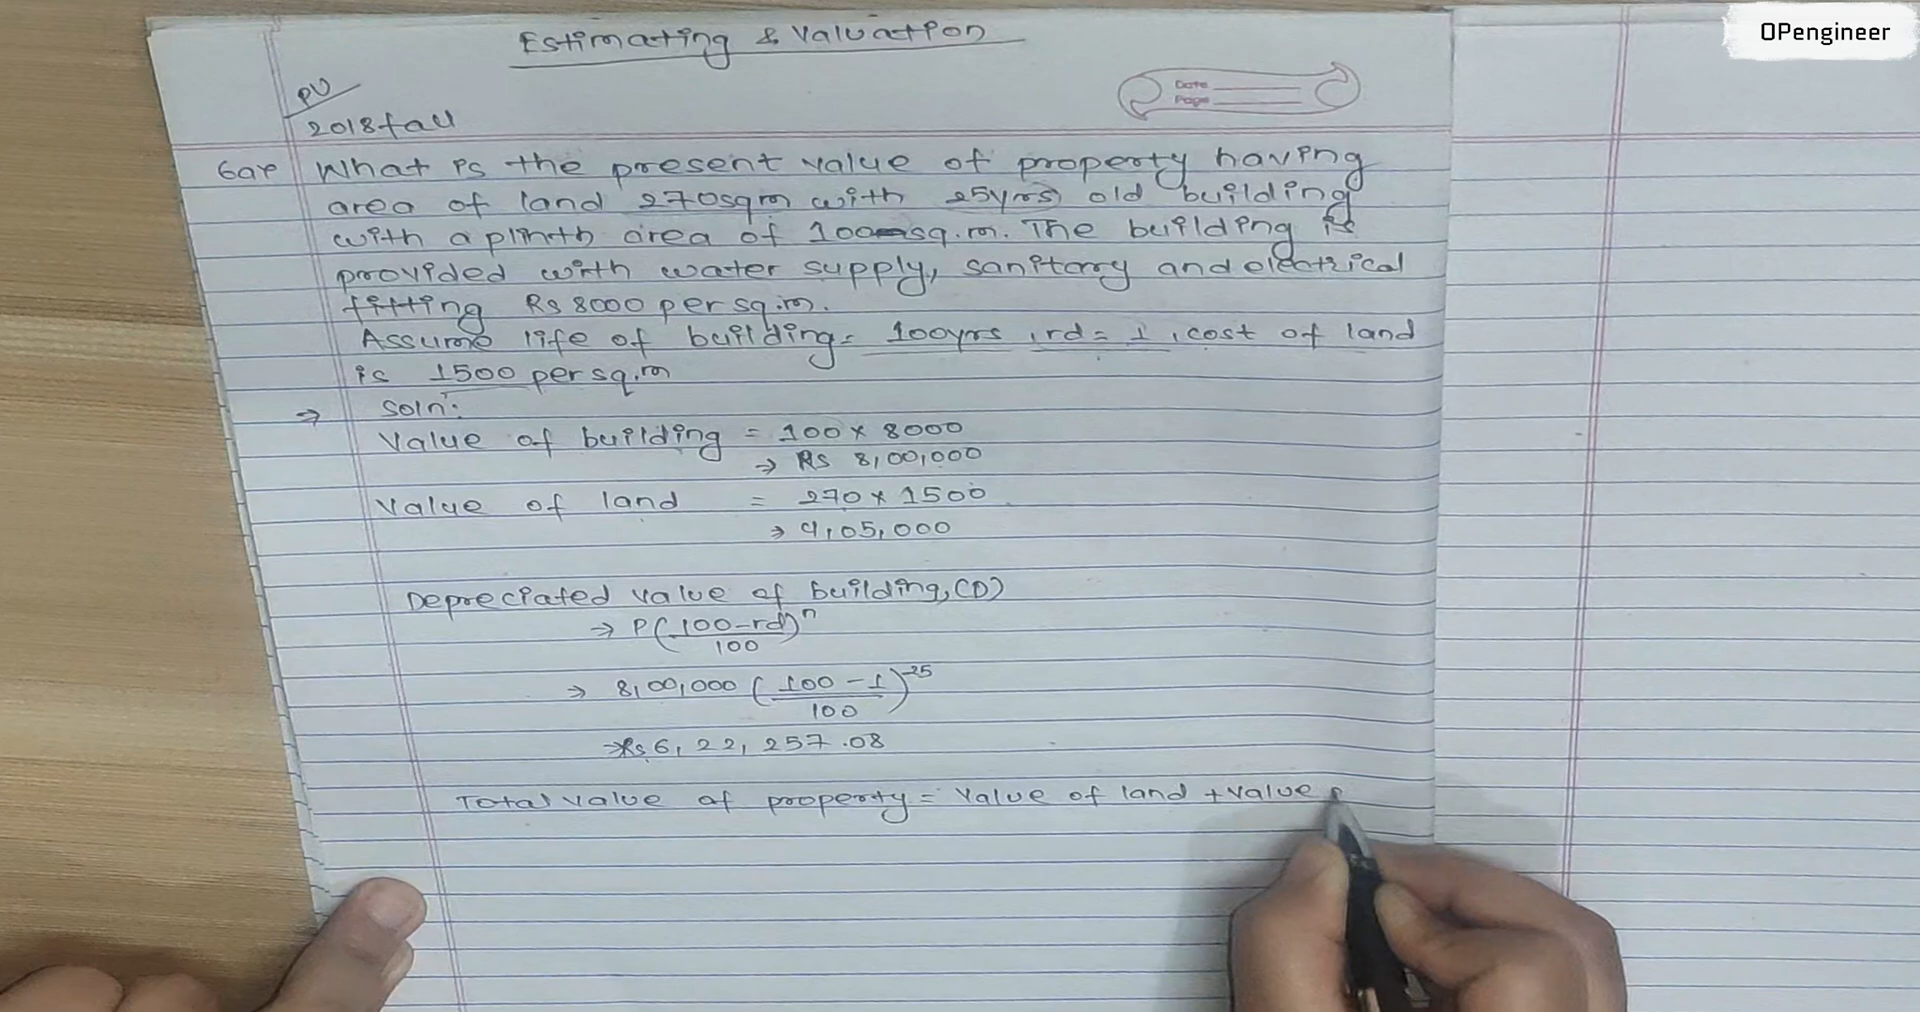 OPengineer
Estimating & Valuation
Date
Page
PU
2018 fall
6a> What is the present value of property having
area of land 270sqm with 25yrs old building
with a plinth area of 100sq.m. The building is
provided with water supply, sanitary and electrical
fitting Rs 8000 per sq.m.
Assume life of building = 100yrs, rd = 1, cost of land
is 1500 per sq.m
⇒ Soln:
Value of building = 100 × 8000
→ RS 8,00,000
Value of land = 270 × 1500
→ 4,05,000
Depreciated value of building, (D)
→ P(100-rd/100)^n
→ 8,00,000 (100-1/100)^25
→Rs 6,22,257.08
Total value of property = Value of land + value